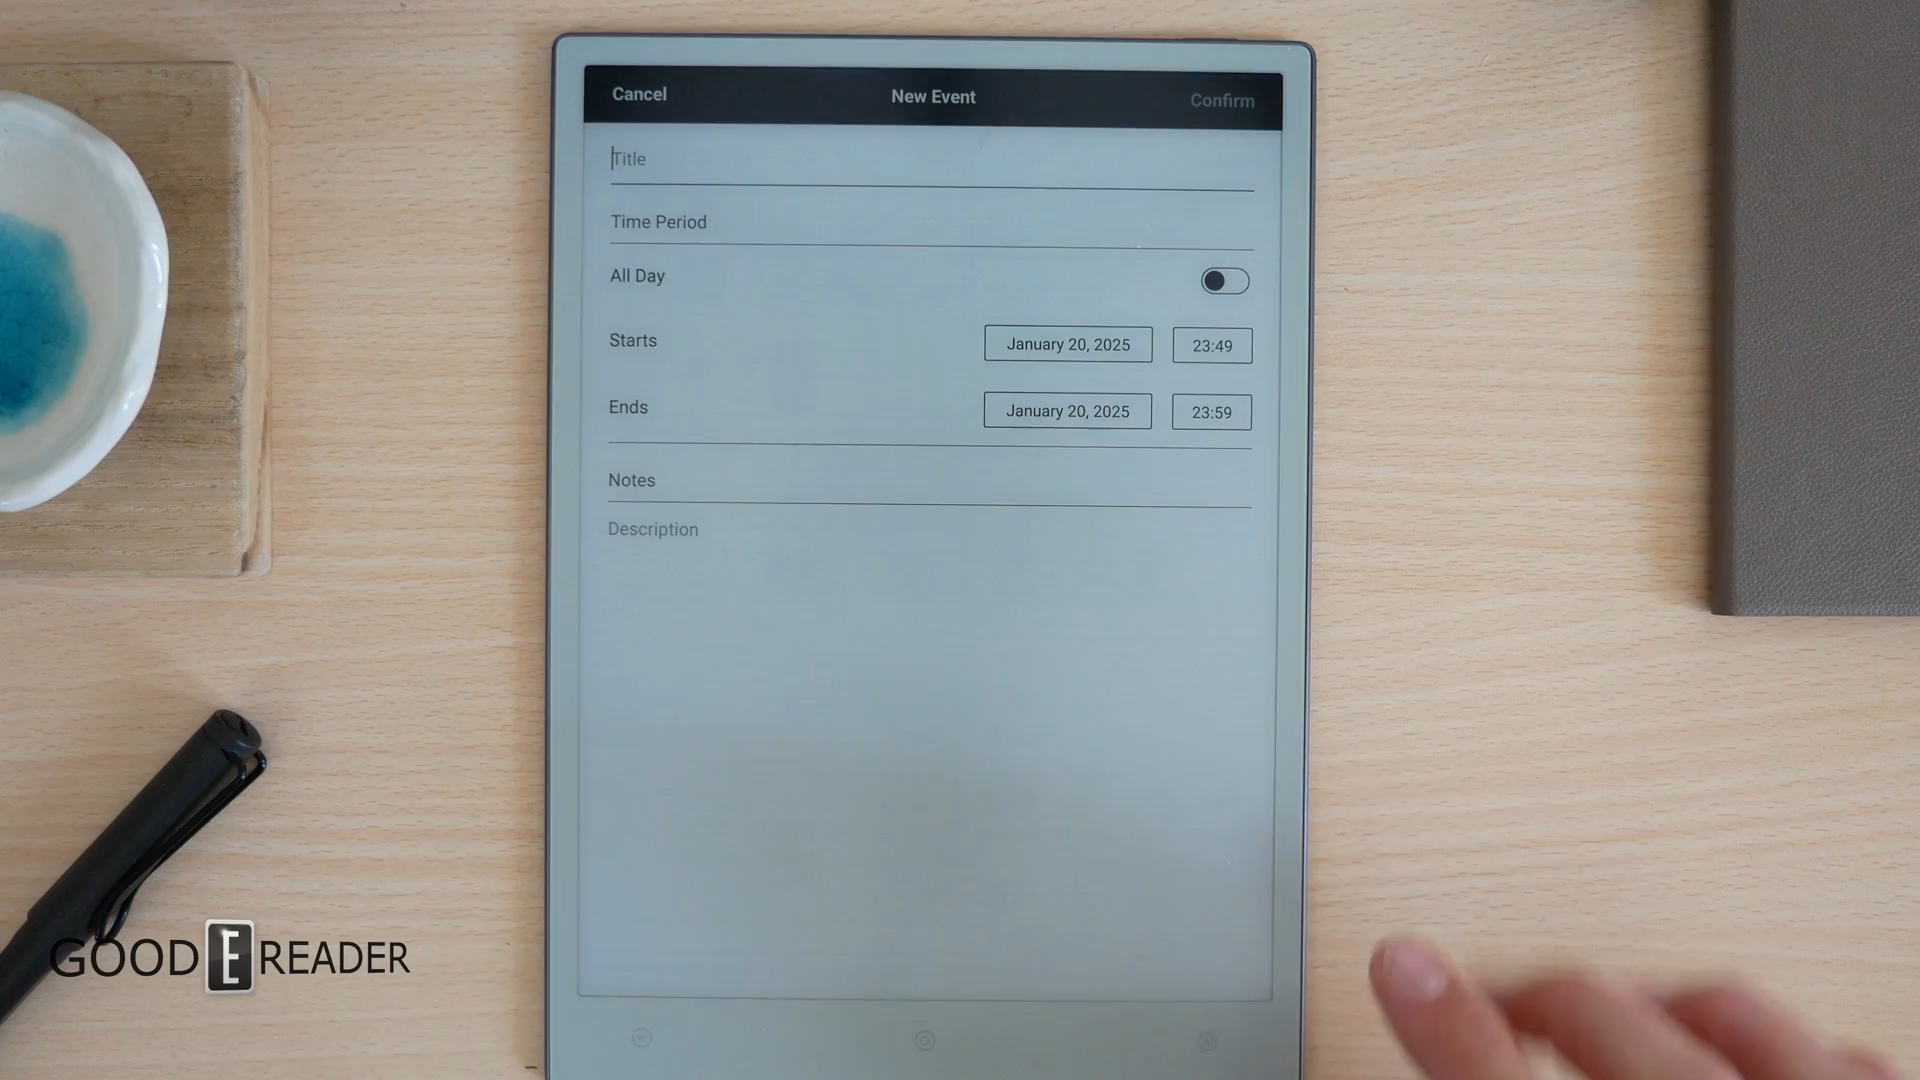 Cancel New Event Confirm
Title
Time Period
All Day
Starts January 20, 2025 23:49
Ends January 20, 2025 23:59
Notes
Description
GOOD E READER